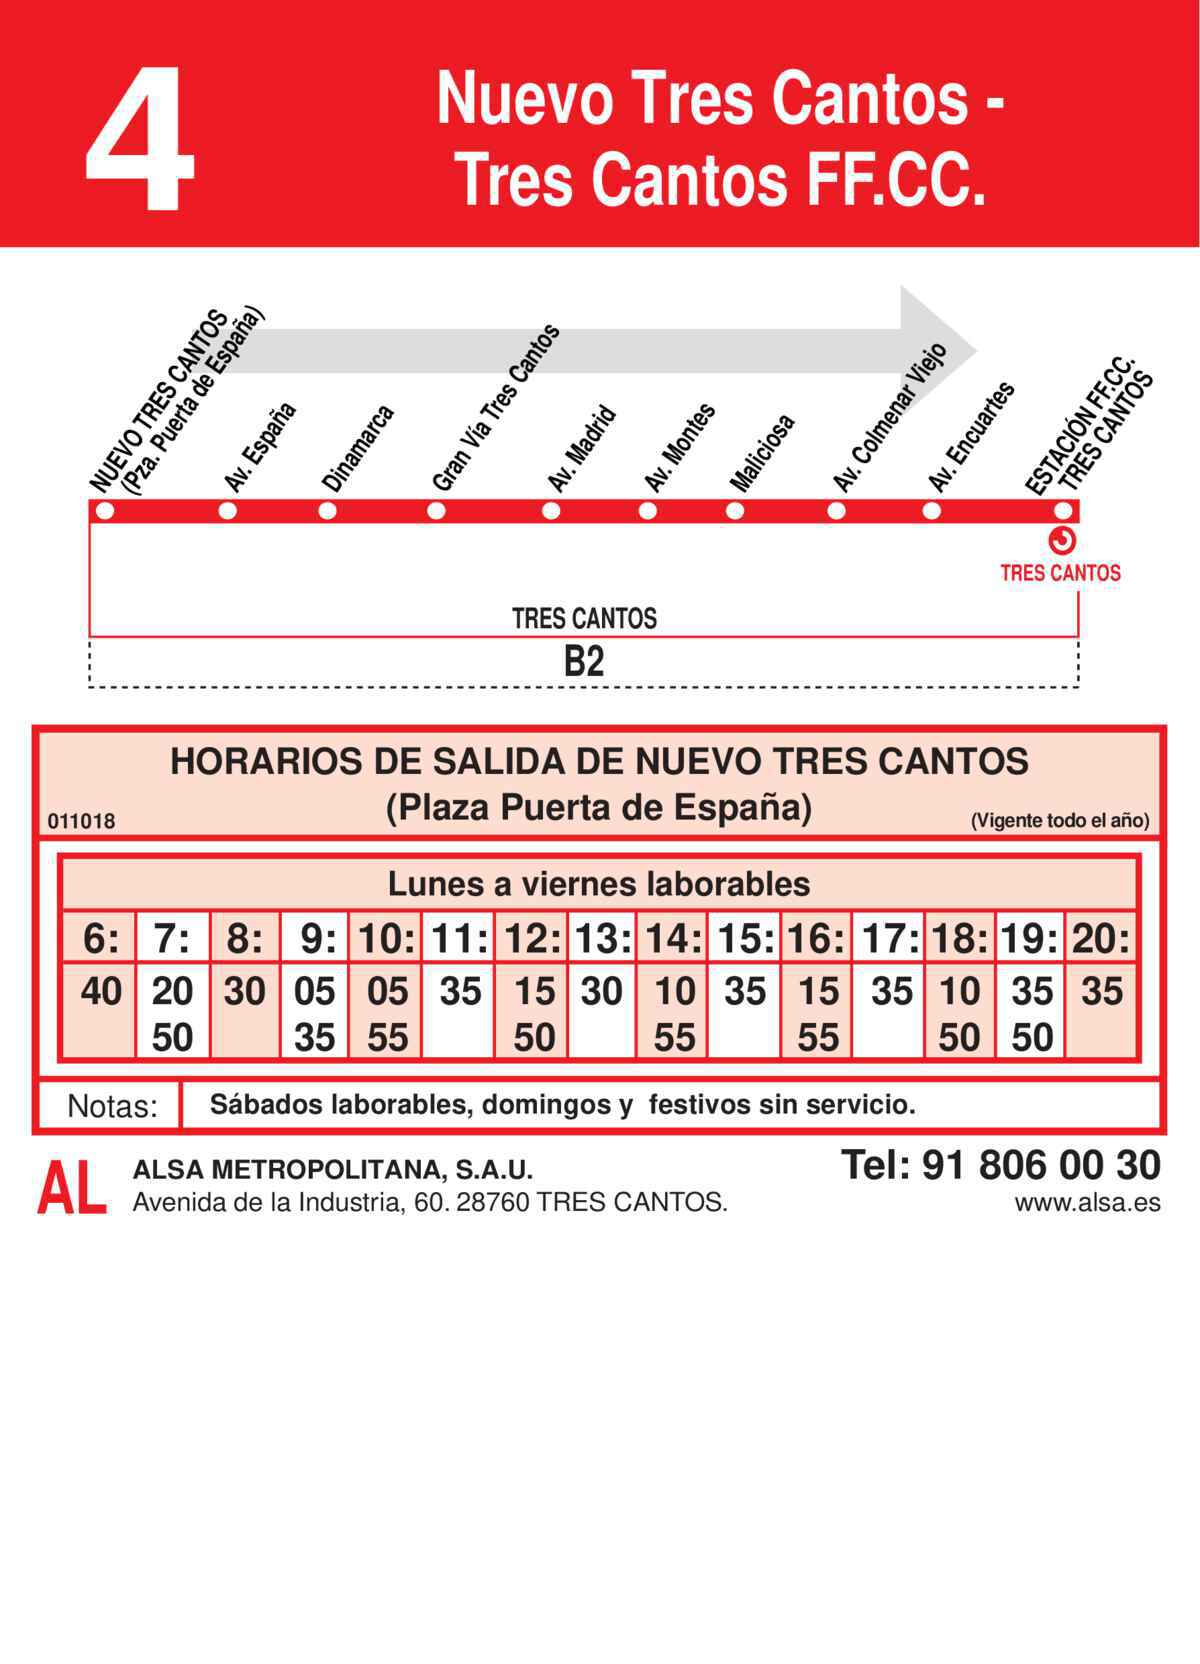 4
Nuevo Tres Cantos -
Tres Cantos FF.CC.
NUEVO TRES CANTOS
(Pza. Puerta de España)
Av. España
Dinamarca
Gran Vía Tres Cantos
Av. Madrid
Av. Montes
Maliciosa
Av. Colmenar Viejo
Av. Encuartes
ESTACIÓN FF.CC.
TRES CANTOS
TRES CANTOS
TRES CANTOS
B2
HORARIOS DE SALIDA DE NUEVO TRES CANTOS
(Plaza Puerta de España)
011018 (Vigente todo el año)
Lunes a viernes laborables
6: 7: 8: 9: 10: 11: 12: 13: 14: 15: 16: 17: 18: 19: 20:
40 20 30 05 05 35 15 30 10 35 15 35 10 35 35
50 35 55 50 55 55 50 50
Notas: Sábados laborables, domingos y festivos sin servicio.
AL
ALSA METROPOLITANA, S.A.U. Tel: 91 806 00 30
Avenida de la Industria, 60. 28760 TRES CANTOS. www.alsa.es